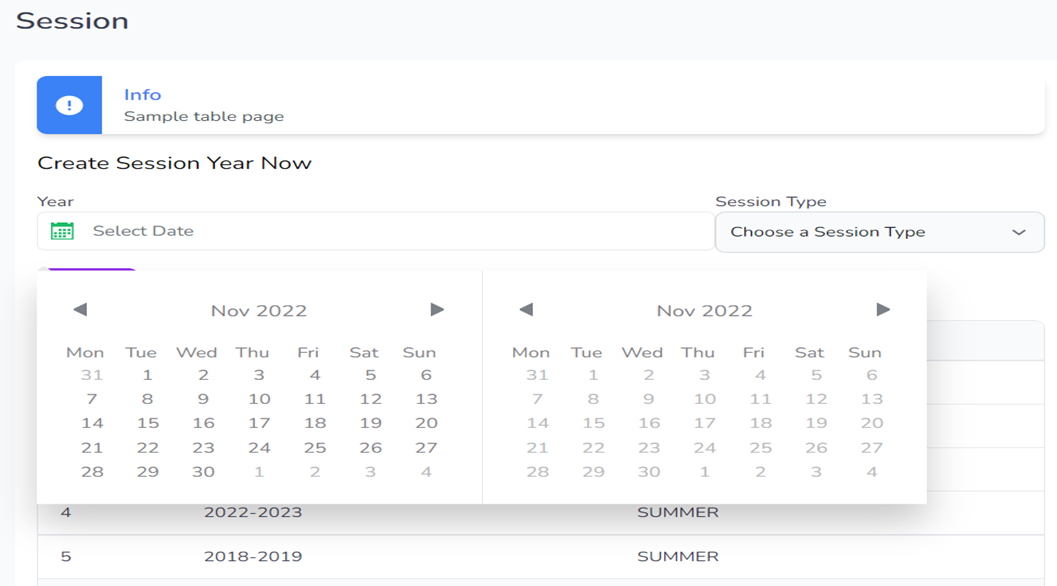 Session
Info
Sample table page
Create Session Year Now
Year Session Type
Select Date Choose a Session Type
Nov 2022 Nov 2022
Mon Tue Wed Thu Fri Sat Sun Mon Tue Wed Thu Fri Sat Sun
31 1 2 3 4 5 6 31 1 2 3 4 5 6
7 8 9 10 11 12 13 7 8 9 10 11 12 13
14 15 16 17 18 19 20 14 15 16 17 18 19 20
21 22 23 24 25 26 27 21 22 23 24 25 26 27
28 29 30 1 2 3 4 28 29 30 1 2 3 4
4 2022-2023 SUMMER
5 2018-2019 SUMMER